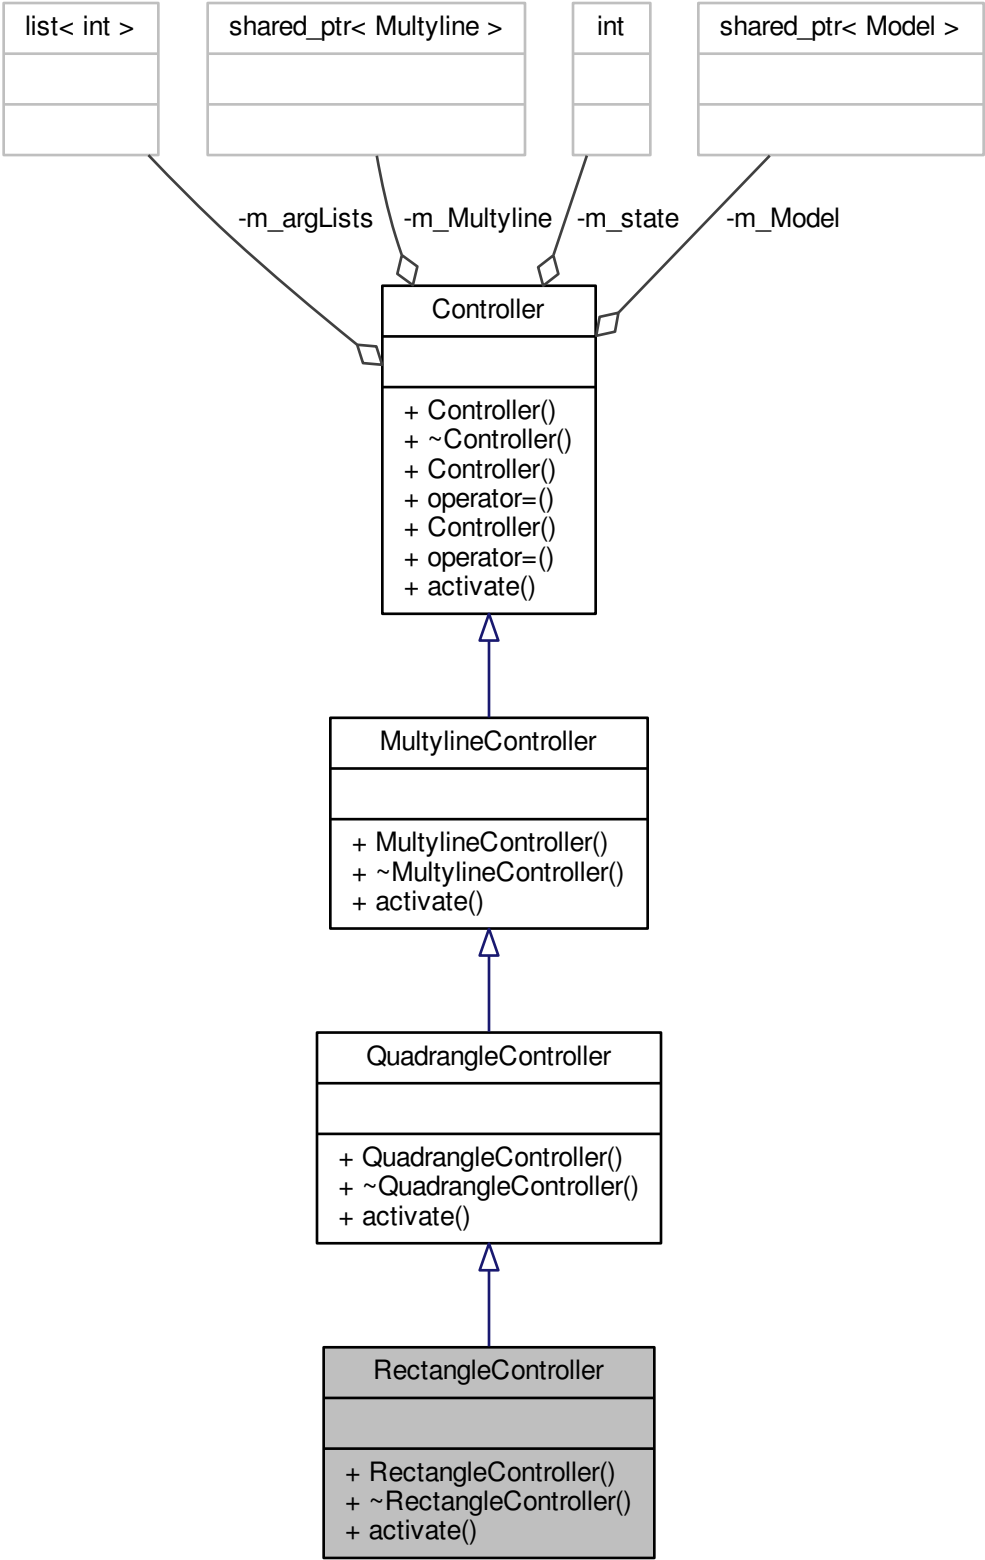 list< int >
shared_ptr< Multyline >
int
shared_ptr< Model >
-m_argLists
-m_Multyline
-m_state
-m_Model
Controller
+ Controller()
+ ~Controller()
+ Controller()
+ operator=()
+ Controller()
+ operator=()
+ activate()
MultylineController
+ MultylineController()
+ ~MultylineController()
+ activate()
QuadrangleController
+ QuadrangleController()
+ ~QuadrangleController()
+ activate()
RectangleController
+ RectangleController()
+ ~RectangleController()
+ activate()